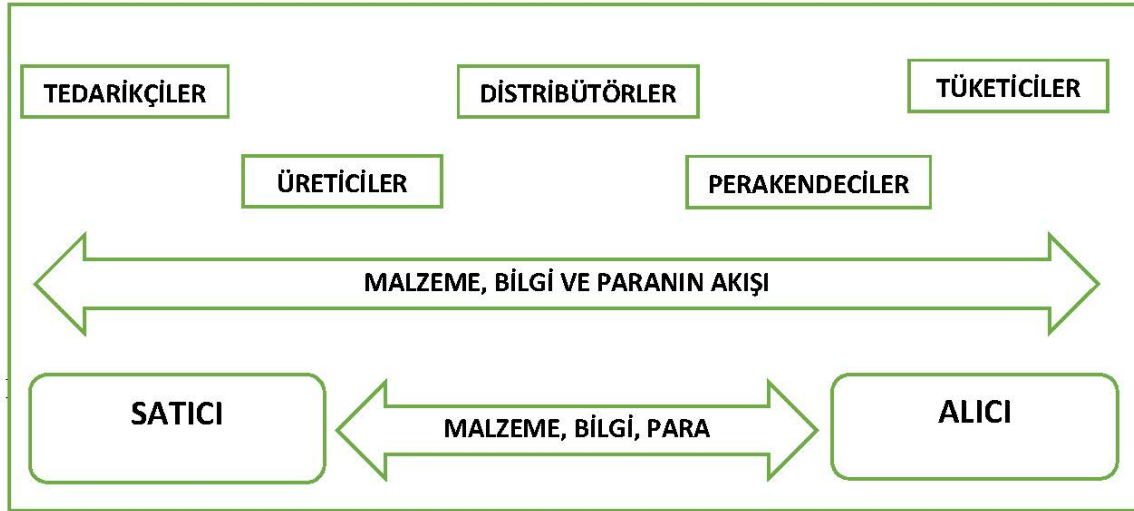 TEDARİKÇİLER
DİSTRİBÜTÖRLER
TÜKETİCİLER
ÜRETİCİLER
PERAKENDECİLER
MALZEME, BİLGİ VE PARANIN AKIŞI
SATICI
MALZEME, BİLGİ, PARA
ALICI